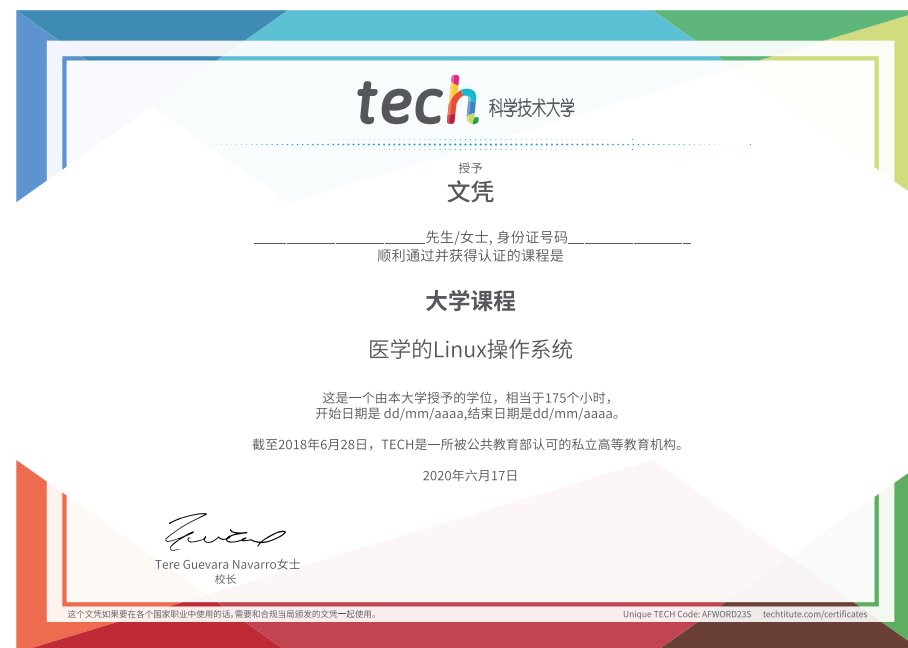 tech 科学技术大学
授予
文凭
______________________先生/女士, 身份证号码________________
顺利通过并获得认证的课程是
大学课程
医学的Linux操作系统
这是一个由本大学授予的学位，相当于175个小时，
开始日期是 dd/mm/aaaa,结束日期是dd/mm/aaaa。
截至2018年6月28日，TECH是一所被公共教育部认可的私立高等教育机构。
2020年六月17日
Tere Guevara Navarro女士
校长
这个文凭如果要在各个国家职业中使用的话,需要和合规当局颁发的文凭一起使用。
Unique TECH Code: AFWORD23S techtitute.com/certificates